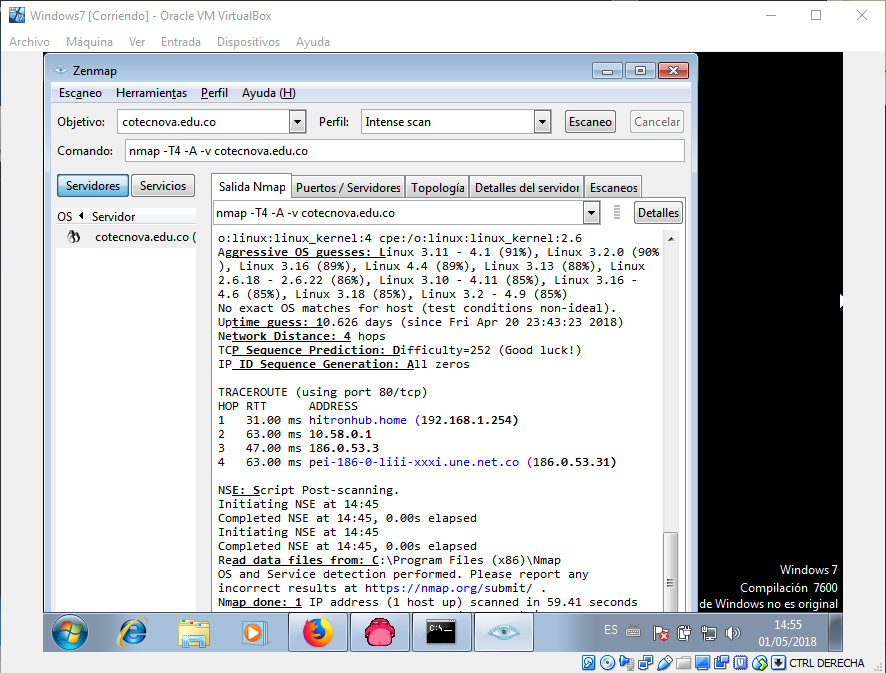 Windows7 [Corriendo] - Oracle VM VirtualBox
Archivo Máquina Ver Entrada Dispositivos Ayuda
Zenmap
Escaneo Herramientas Perfil Ayuda (H)
Objetivo: cotecnova.edu.co Perfil: Intense scan Escaneo Cancelar
Comando: nmap -T4 -A -v cotecnova.edu.co
Servidores Servicios Salida Nmap Puertos / Servidores Topología Detalles del servidor Escaneos
OS Servidor nmap -T4 -A -v cotecnova.edu.co Detalles
cotecnova.edu.co (
o:linux:linux_kernel:4 cpe:/o:linux:linux_kernel:2.6
Aggressive OS guesses: Linux 3.11 - 4.1 (91%), Linux 3.2.0 (90%
), Linux 3.16 (89%), Linux 4.4 (89%), Linux 3.13 (88%), Linux
2.6.18 - 2.6.22 (86%), Linux 3.10 - 4.11 (85%), Linux 3.16 -
4.6 (85%), Linux 3.18 (85%), Linux 3.2 - 4.9 (85%)
No exact OS matches for host (test conditions non-ideal).
Uptime guess: 10.626 days (since Fri Apr 20 23:43:23 2018)
Network Distance: 4 hops
TCP Sequence Prediction: Difficulty=252 (Good luck!)
IP ID Sequence Generation: All zeros
TRACEROUTE (using port 80/tcp)
HOP RTT ADDRESS
1 31.00 ms hitronhub.home (192.168.1.254)
2 63.00 ms 10.58.0.1
3 47.00 ms 186.0.53.3
4 63.00 ms pei-186-0-liii-xxxi.une.net.co (186.0.53.31)
NSE: Script Post-scanning.
Initiating NSE at 14:45
Completed NSE at 14:45, 0.00s elapsed
Initiating NSE at 14:45
Completed NSE at 14:45, 0.00s elapsed
Read data files from: C:\Program Files (x86)\Nmap
OS and Service detection performed. Please report any
incorrect results at https://nmap.org/submit/ .
Nmap done: 1 IP address (1 host up) scanned in 59.41 seconds
Windows 7
Compilación 7600
de Windows no es original
C:\
ES 14:55
01/05/2018
CTRL DERECHA